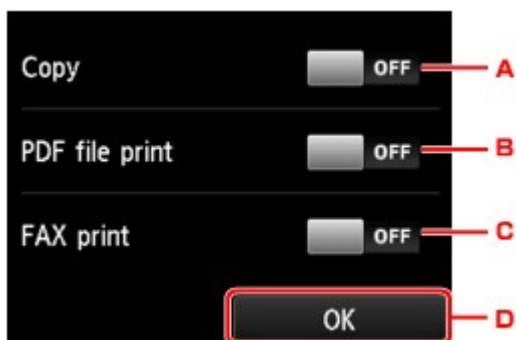 Copy OFF A
PDF file print OFF B
FAX print OFF C
OK D